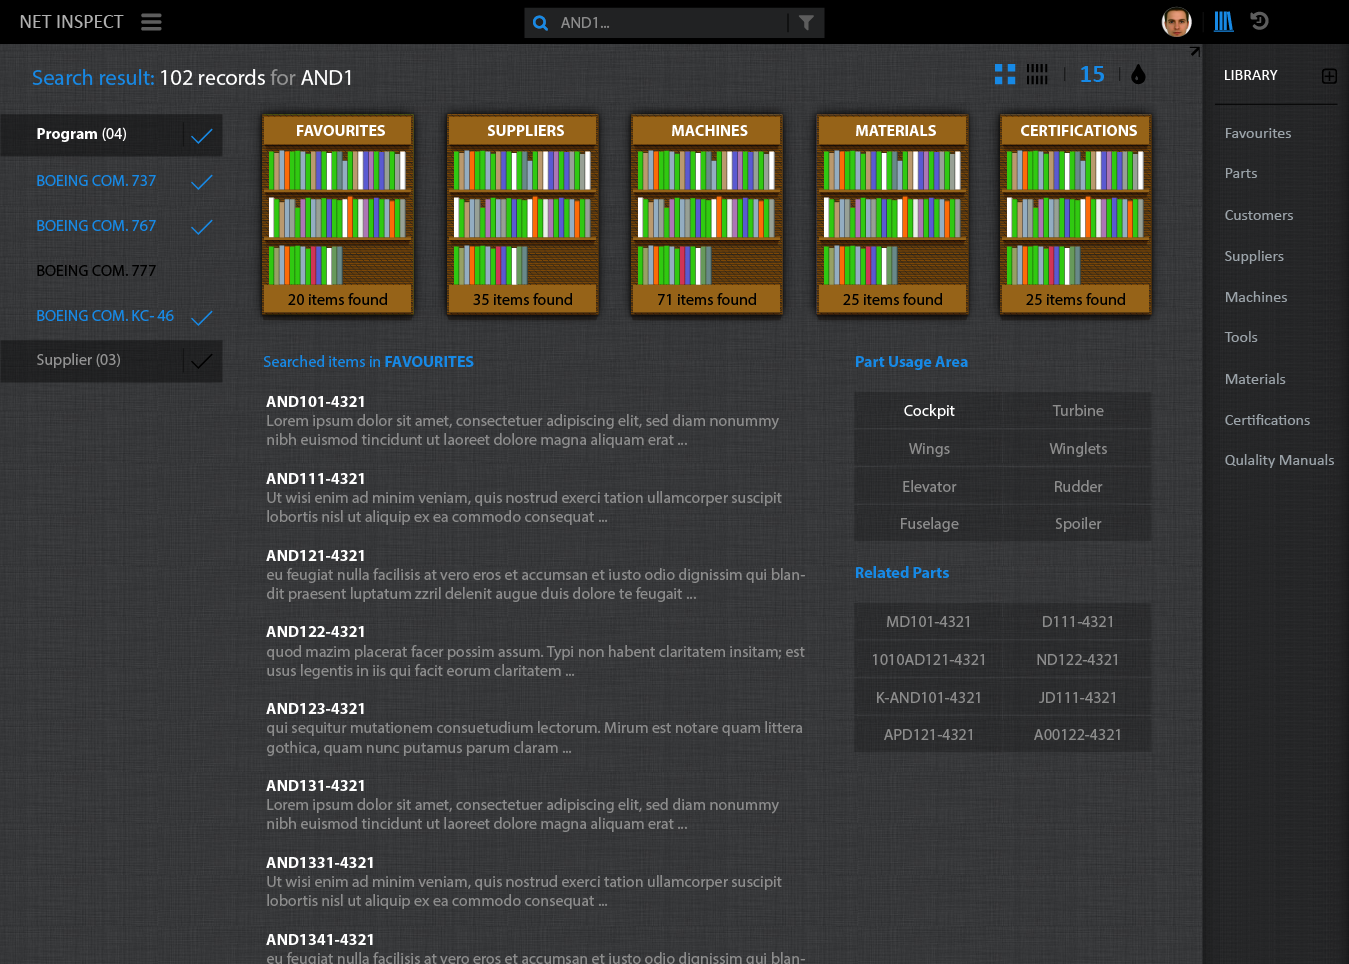 NET INSPECT
AND1...
Search result: 102 records for AND1
15
Program (04)
BOEING COM. 737
BOEING COM. 767
BOEING COM. 777
BOEING COM. KC- 46
Supplier (03)
FAVOURITES
20 items found
SUPPLIERS
35 items found
MACHINES
71 items found
MATERIALS
25 items found
CERTIFICATIONS
25 items found
Searched items in FAVOURITES
AND101-4321
Lorem ipsum dolor sit amet, consectetuer adipiscing elit, sed diam nonummy
nibh euismod tincidunt ut laoreet dolore magna aliquam erat ...
AND111-4321
Ut wisi enim ad minim veniam, quis nostrud exerci tation ullamcorper suscipit
lobortis nisl ut aliquip ex ea commodo consequat ...
AND121-4321
eu feugiat nulla facilisis at vero eros et accumsan et iusto odio dignissim qui blan-
dit praesent luptatum zzril delenit augue duis dolore te feugait ...
AND122-4321
quod mazim placerat facer possim assum. Typi non habent claritatem insitam; est
usus legentis in iis qui facit eorum claritatem ...
AND123-4321
qui sequitur mutationem consuetudium lectorum. Mirum est notare quam littera
gothica, quam nunc putamus parum claram ...
AND131-4321
Lorem ipsum dolor sit amet, consectetuer adipiscing elit, sed diam nonummy
nibh euismod tincidunt ut laoreet dolore magna aliquam erat ...
AND1331-4321
Ut wisi enim ad minim veniam, quis nostrud exerci tation ullamcorper suscipit
lobortis nisl ut aliquip ex ea commodo consequat ...
AND1341-4321
eu feugiat nulla facilisis at vero eros et accumsan et iusto odio dignissim qui blan-
Part Usage Area
Cockpit
Turbine
Wings
Winglets
Elevator
Rudder
Fuselage
Spoiler
Related Parts
MD101-4321
D111-4321
1010AD121-4321
ND122-4321
K-AND101-4321
JD111-4321
APD121-4321
A00122-4321
LIBRARY
Favourites
Parts
Customers
Suppliers
Machines
Tools
Materials
Certifications
Qulality Manuals